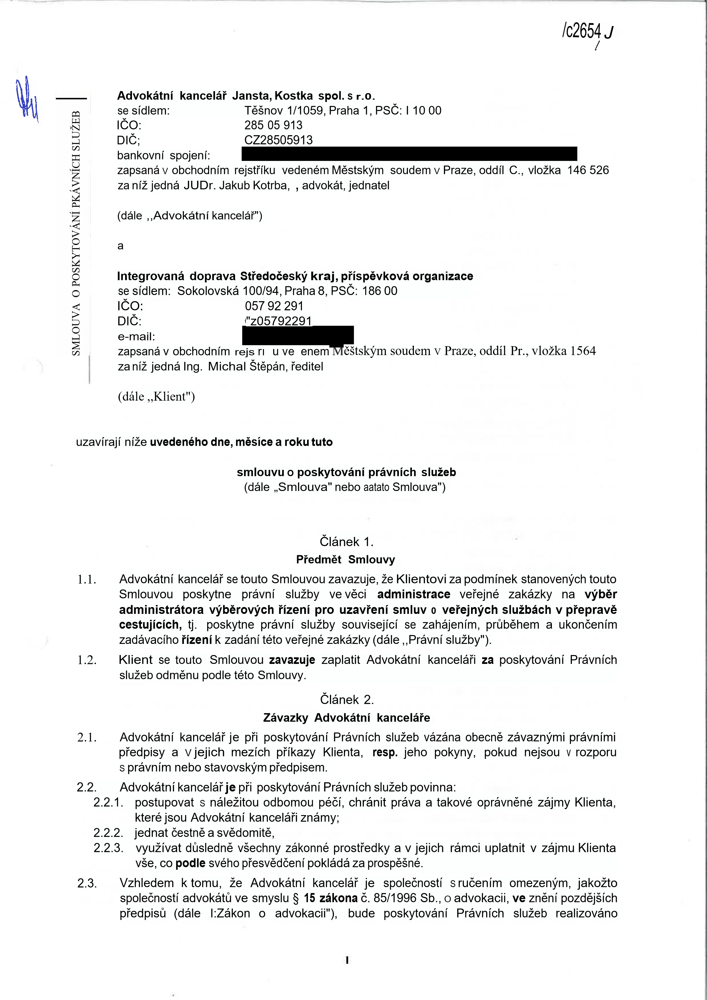 /c2654 J
SMLOUVA O POSKYTOVÁNÍ PKÁVNÍCH SLUŽEB
Advokátní kancelář Jansta, Kostka spol. s r.o.
se sídlem: Těšnov 1/1059, Praha 1, PSČ: I 10 00
IČO: 285 05 913
DIČ; CZ28505913
bankovní spojení:
zapsaná v obchodním rejstříku vedeném Městským soudem v Praze, oddíl C., vložka 146 526
za níž jedná JUDr. Jakub Kotrba, , advokát, jednatel
(dále ,,Advokátní kancelář")
a
Integrovaná doprava Středočeský kraj, příspěvková organizace
se sídlem: Sokolovská 100/94, Praha 8, PSČ: 186 00
IČO: 057 92 291
DIČ: "z05792291
e-mail:
zapsaná v obchodním rejs ri u ve enem Měštským soudem v Praze, oddíl Pr., vložka 1564
za níž jedná Ing. Michal Štěpán, ředitel
(dále „Klient")
uzavírají níže uvedeného dne, měsíce a roku tuto
smlouvu o poskytování právních služeb
(dále „Smlouva" nebo aatato Smlouva")
Článek 1.
Předmět Smlouvy
1.1. Advokátní kancelář se touto Smlouvou zavazuje, že Klientovi za podmínek stanovených touto
Smlouvou poskytne právní služby ve věci administrace veřejné zakázky na výběr
administrátora výběrových řízení pro uzavření smluv o veřejných službách v přepravě
cestujících, tj. poskytne právní služby související se zahájením, průběhem a ukončením
zadávacího řízení k zadání této veřejné zakázky (dále ,,Právní služby").
1.2. Klient se touto Smlouvou zavazuje zaplatit Advokátní kanceláři za poskytování Právních
služeb odměnu podle této Smlouvy.
Článek 2.
Závazky Advokátní kanceláře
2.1. Advokátní kancelář je při poskytování Právních služeb vázána obecně závaznými právními
předpisy a v jejich mezích příkazy Klienta, resp. jeho pokyny, pokud nejsou v rozporu
s právním nebo stavovským předpisem.
2.2. Advokátní kancelář je při poskytování Právních služeb povinna:
2.2.1. postupovat s náležitou odbomou péčí, chránit práva a takové oprávněné zájmy Klienta,
které jsou Advokátní kanceláři známy;
2.2.2. jednat čestně a svědomitě,
2.2.3. využívat důsledně všechny zákonné prostředky a v jejich rámci uplatnit v zájmu Klienta
vše, co podle svého přesvědčení pokládá za prospěšné.
2.3. Vzhledem k tomu, že Advokátní kancelář je společností s ručením omezeným, jakožto
společností advokátů ve smyslu § 15 zákona č. 85/1996 Sb., o advokacii, ve znění pozdějších
předpisů (dále I:Zákon o advokacii"), bude poskytování Právních služeb realizováno
I